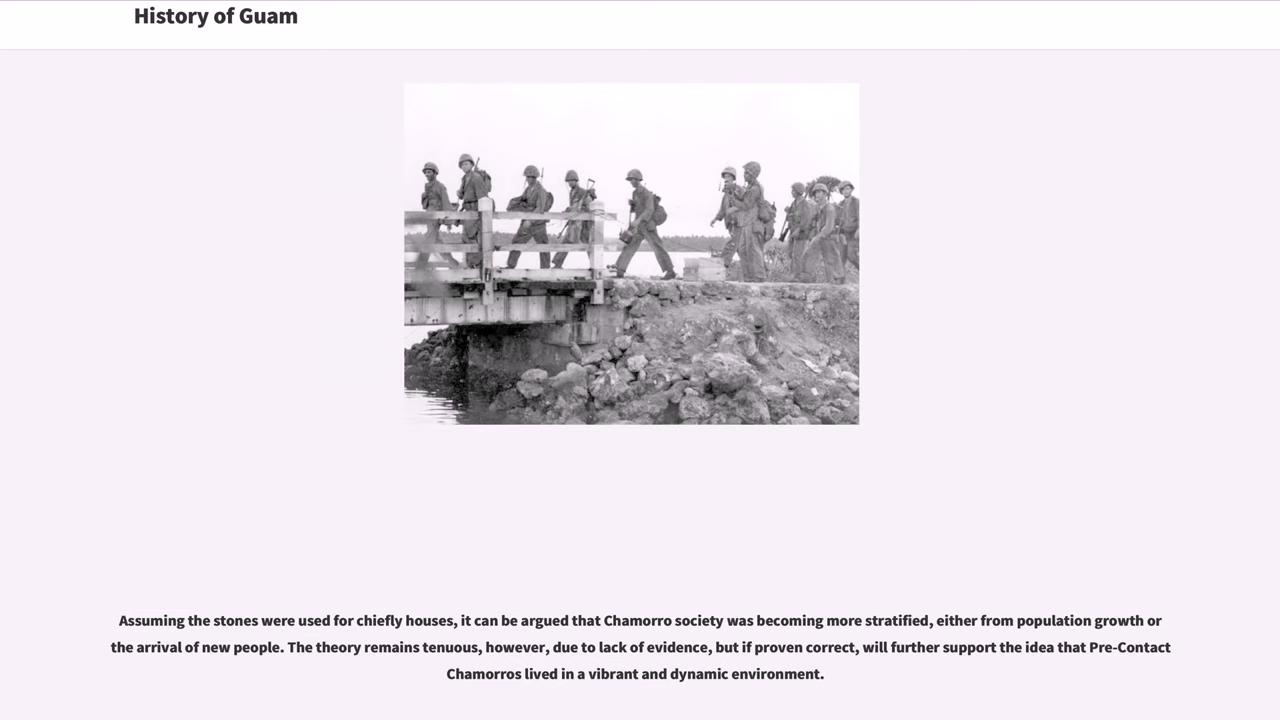 History of Guam
Assuming the stones were used for chiefly houses, it can be argued that Chamorro society was becoming more stratified, either from population growth or
the arrival of new people. The theory remains tenuous, however, due to lack of evidence, but if proven correct, will further support the idea that Pre-Contact
Chamorros lived in a vibrant and dynamic environment.